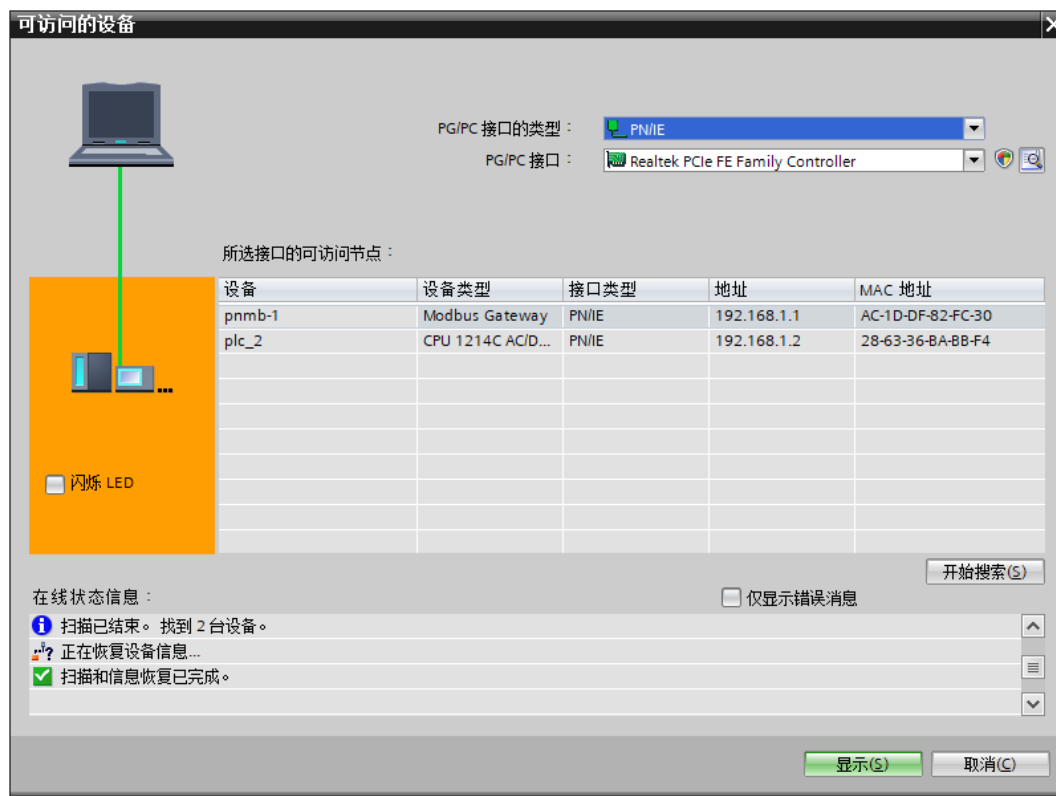 可访问的设备
PG/PC 接口的类型：
PN/IE
PG/PC 接口：
Realtek PCIe FE Family Controller
所选接口的可访问节点：
设备 设备类型 接口类型 地址 MAC 地址
pnmb-1 Modbus Gateway PN/IE 192.168.1.1 AC-1D-DF-82-FC-30
plc_2 CPU 1214C AC/D... PN/IE 192.168.1.2 28-63-36-BA-BB-F4
闪烁 LED
开始搜索(S)
在线状态信息：
仅显示错误消息
扫描已结束。找到 2 台设备。
正在恢复设备信息...
扫描和信息恢复已完成。
显示(S)
取消(C)